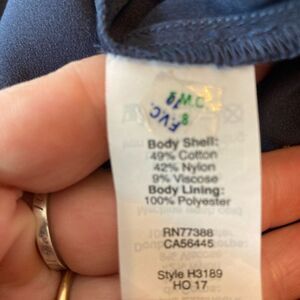 Body Shell:
49% Cotton
42% Nylon
9% Viscose
Body Lining:
100% Polyester
RN77388
CA56445
Style H3189
HO 17